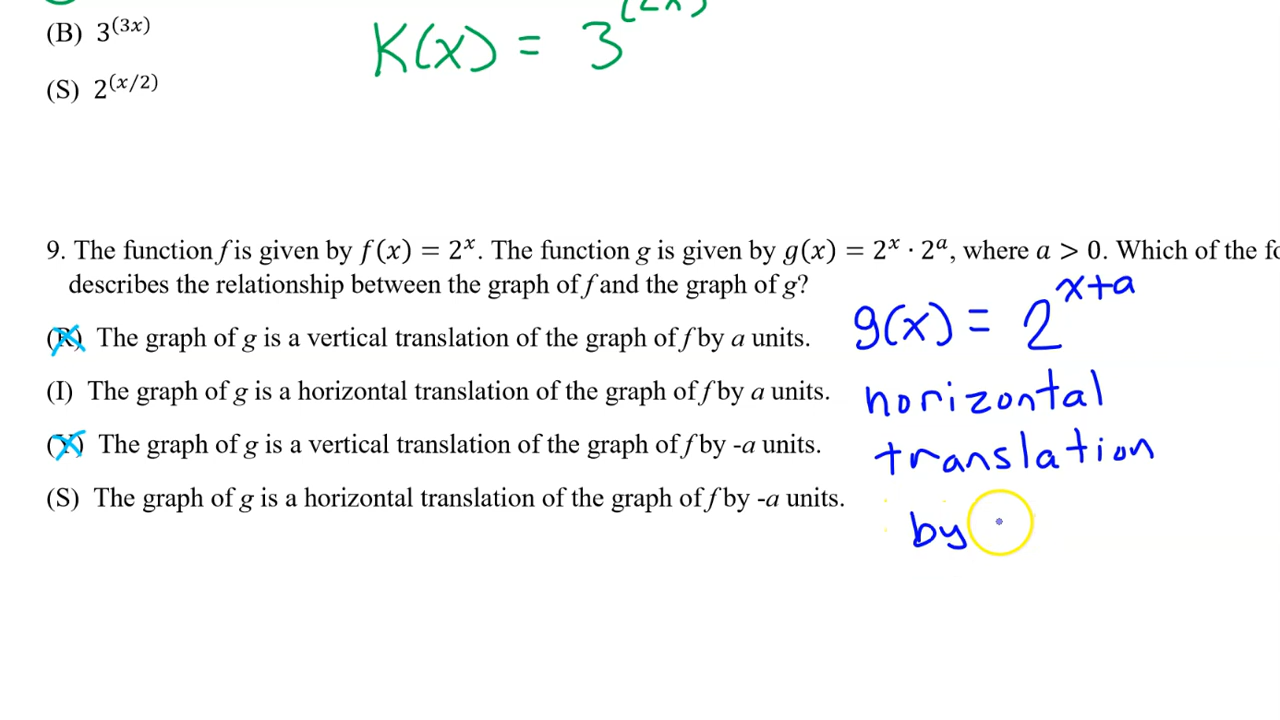 (B) 3^(3x)
K(x) = 3^(2x)
(S) 2^(x/2)
9. The function f is given by f(x) = 2^x. The function g is given by g(x) = 2^x · 2^a, where a > 0. Which of the
describes the relationship between the graph of f and the graph of g?
g(x) = 2^x+a
(R) The graph of g is a vertical translation of the graph of f by a units.
(I) The graph of g is a horizontal translation of the graph of f by a units.
horizontal
The graph of g is a vertical translation of the graph of f by -a units.
translation
(S) The graph of g is a horizontal translation of the graph of f by -a units.
by